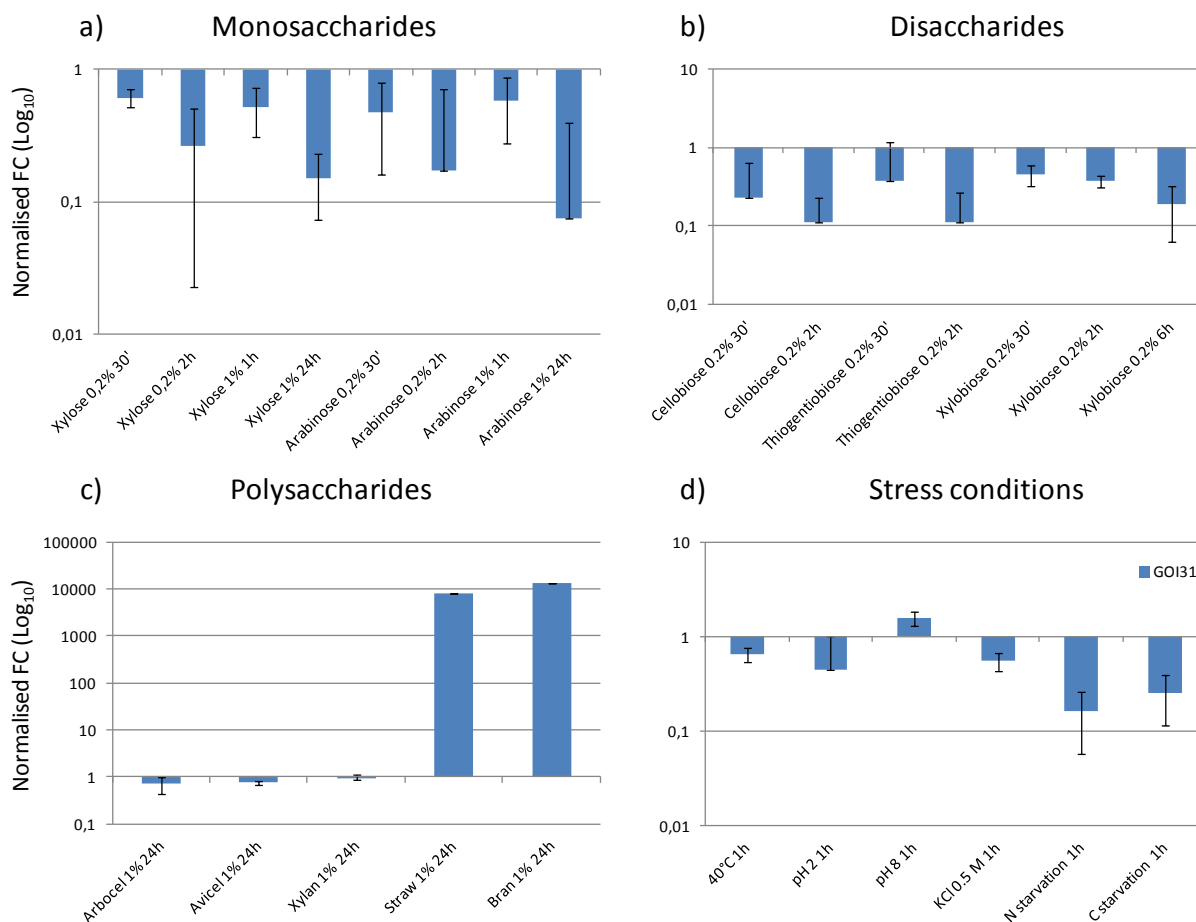 a) Monosaccharides
Normalised FC (Log10)
1
0,1
0,01
Xylose 0,2% 30'
Xylose 0,2% 2h
Xylose 1% 1h
Xylose 1% 24h
Arabinose 0,2% 30'
Arabinose 0,2% 2h
Arabinose 1% 1h
Arabinose 1% 24h
b) Disaccharides
10
1
0,1
0,01
Cellobiose 0.2% 30'
Cellobiose 0.2% 2h
Thiogentiobiose 0.2% 30'
Thiogentiobiose 0.2% 2h
Xylobiose 0.2% 30'
Xylobiose 0.2% 2h
Xylobiose 0.2% 6h
c) Polysaccharides
Normalised FC (Log10)
100000
10000
1000
100
10
1
0,1
Arbocel 1% 24h
Avicel 1% 24h
Xylan 1% 24h
Straw 1% 24h
Bran 1% 24h
d) Stress conditions
10
1
0,1
0,01
GOI31
40°C 1h
pH 2 1h
pH 8 1h
KCl 0.5 M 1h
N starvation 1h
C starvation 1h